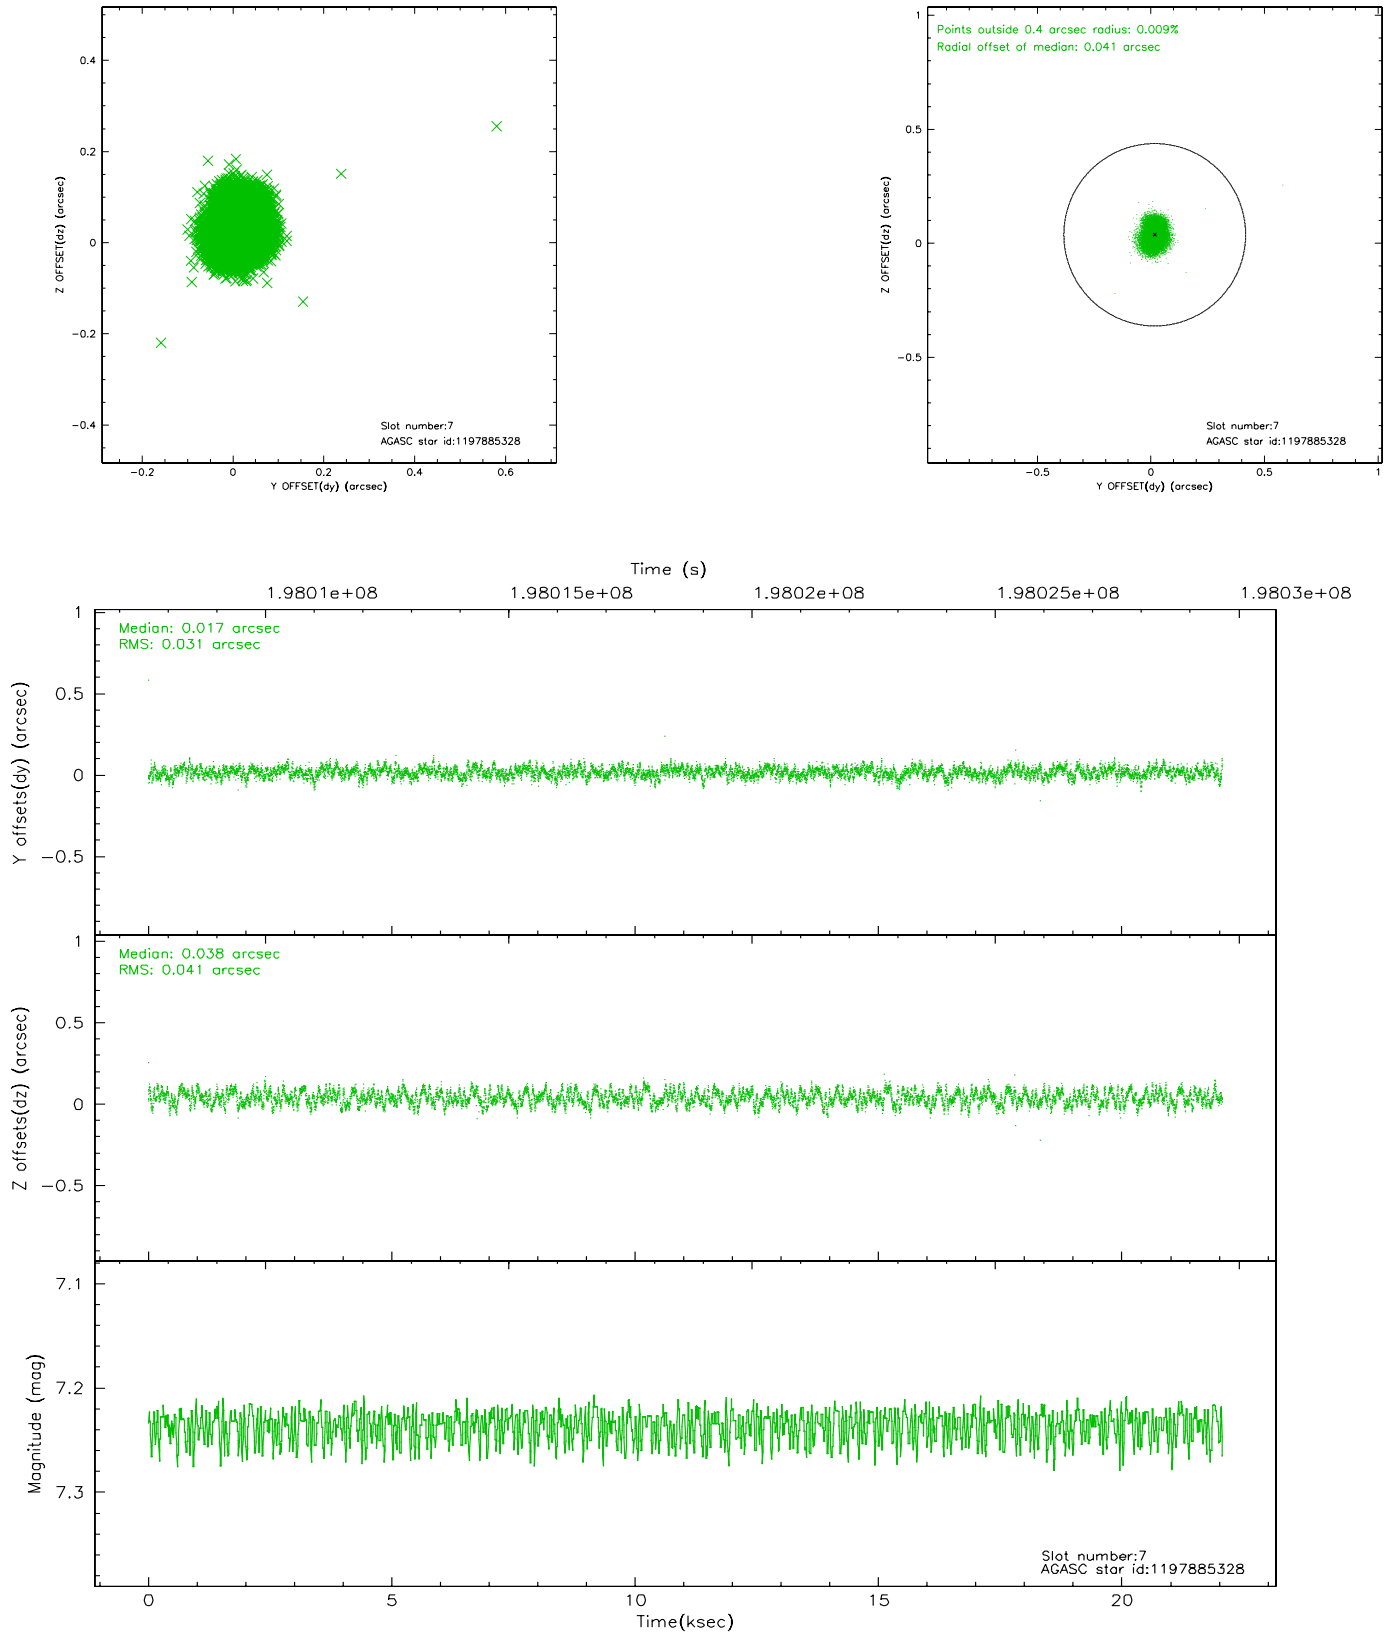 0.4
0.2
0
−0.2
−0.4
Z OFFSET(dz) (arcsec)
Slot number:7
AGASC star id:1197885328
−0.2 0 0.2 0.4 0.6
Y OFFSET(dy) (arcsec)
Points outside 0.4 arcsec radius: 0.009%
Radial offset of median: 0.041 arcsec
1
0.5
0
−0.5
Z OFFSET(dz) (arcsec)
Slot number:7
AGASC star id:1197885328
−0.5 0 0.5 1
Y OFFSET(dy) (arcsec)
Time (s)
1.9801e+08 1.98015e+08 1.9802e+08 1.98025e+08 1.9803e+08
Median: 0.017 arcsec
RMS: 0.031 arcsec
1
0.5
0
−0.5
Y offsets(dy) (arcsec)
Median: 0.038 arcsec
RMS: 0.041 arcsec
1
0.5
0
−0.5
Z offsets(dz) (arcsec)
7.1
7.2
7.3
Magnitude (mag)
Slot number:7
AGASC star id:1197885328
0 5 10 15 20
Time(ksec)